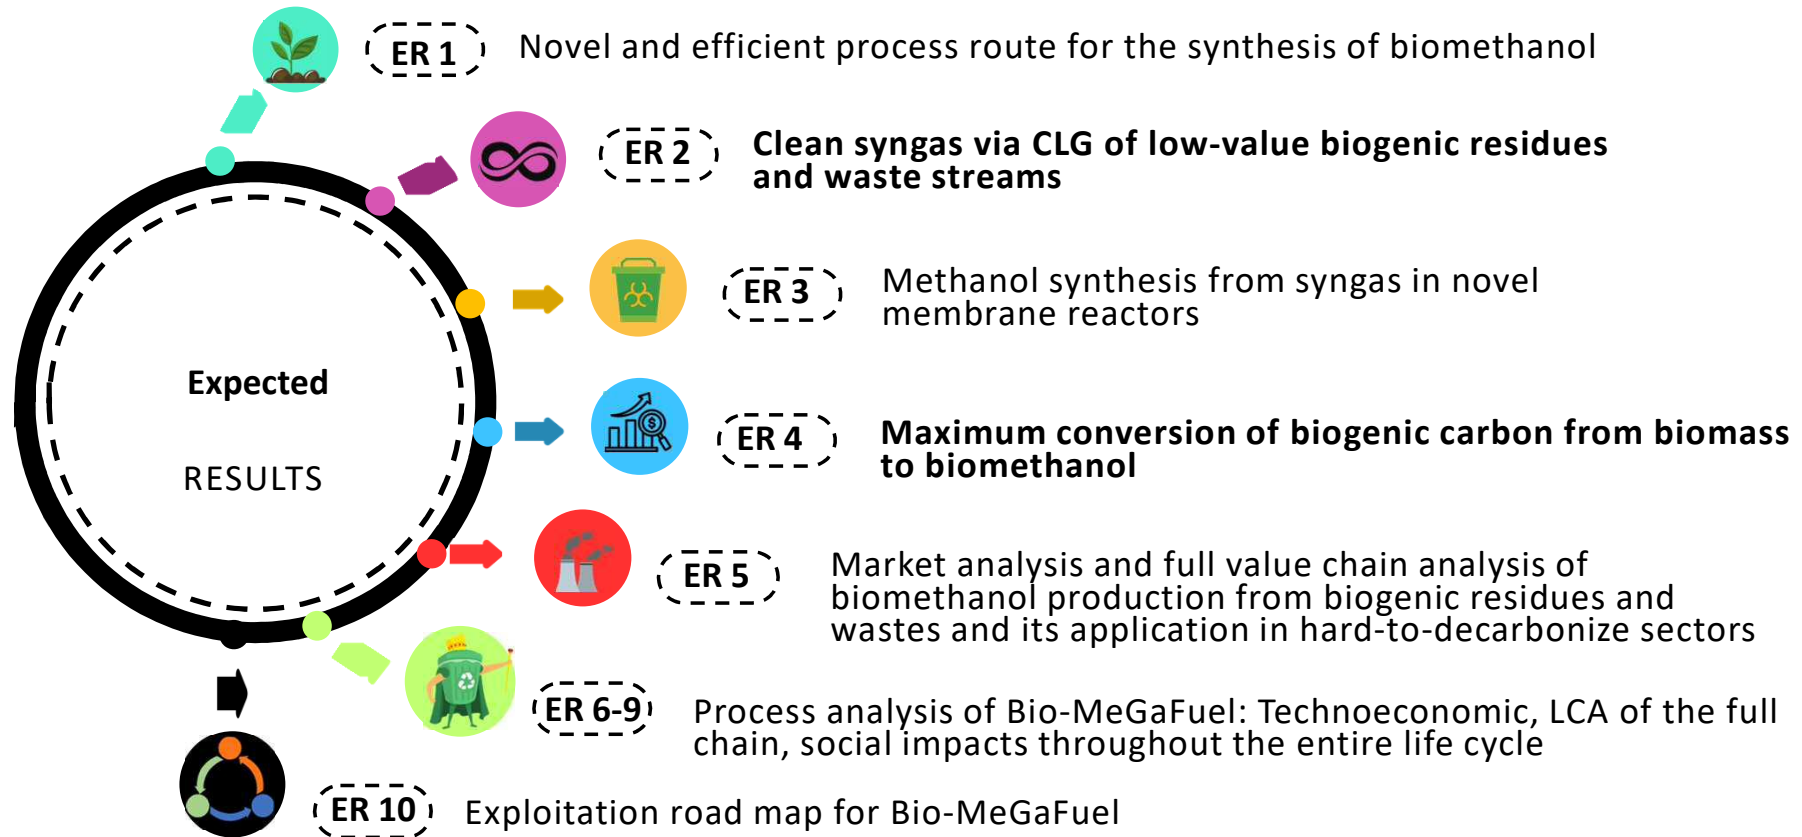 ER 1
Novel and efficient process route for the synthesis of biomethanol
ER 2
Clean syngas via CLG of low-value biogenic residues
and waste streams
ER 3
Methanol synthesis from syngas in novel
membrane reactors
Expected
RESULTS
ER 4
Maximum conversion of biogenic carbon from biomass
to biomethanol
ER 5
Market analysis and full value chain analysis of
biomethanol production from biogenic residues and
wastes and its application in hard-to-decarbonize sectors
ER 6-9
Process analysis of Bio-MeGaFuel: Technoeconomic, LCA of the full
chain, social impacts throughout the entire life cycle
ER 10
Exploitation road map for Bio-MeGaFuel